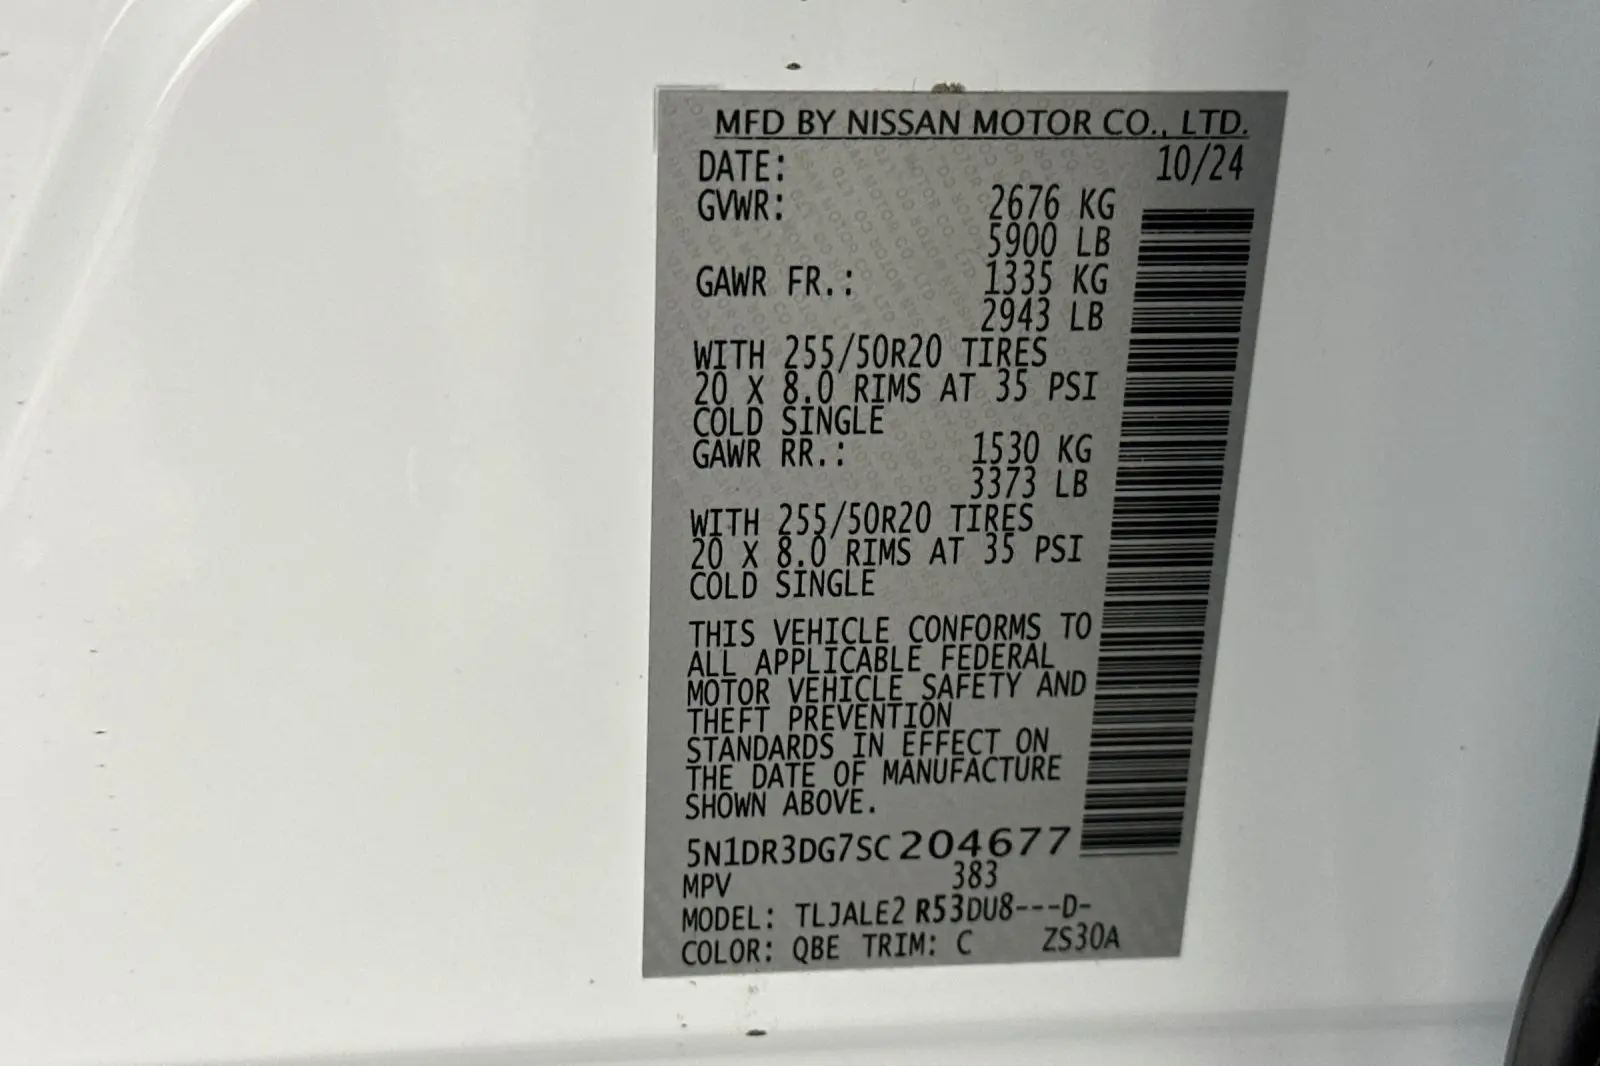 MFD BY NISSAN MOTOR CO., LTD.
DATE: 10/24
GVWR: 2676 KG
5900 LB
GAWR FR.: 1335 KG
2943 LB
WITH 255/50R20 TIRES
20 X 8.0 RIMS AT 35 PSI
COLD SINGLE
GAWR RR.: 1530 KG
3373 LB
WITH 255/50R20 TIRES
20 X 8.0 RIMS AT 35 PSI
COLD SINGLE
THIS VEHICLE CONFORMS TO
ALL APPLICABLE FEDERAL
MOTOR VEHICLE SAFETY AND
THEFT PREVENTION
STANDARDS IN EFFECT ON
THE DATE OF MANUFACTURE
SHOWN ABOVE.
5N1DR3DG7SC204677
MPV 383
MODEL: TLJALE2 R53DU8---D-
COLOR: QBE TRIM: C ZS30A